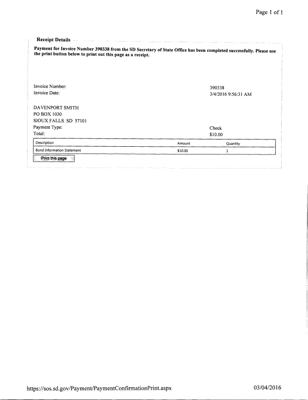 Page 1 of 1
Receipt Details
Payment for Invoice Number 390338 from the SD Secretary of State Office has been completed successfully. Please use
the print button below to print out this page as a receipt.
Invoice Number: 390338
Invoice Date: 3/4/2016 9:56:31 AM
DAVENPORT SMITH
PO BOX 1030
SIOUX FALLS SD 57101
Payment Type: Check
Total: $10.00
Description Amount Quantity
Bond Information Statement $10.00 1
Print this page
https://sos.sd.gov/Payment/PaymentConfirmationPrint.aspx 03/04/2016